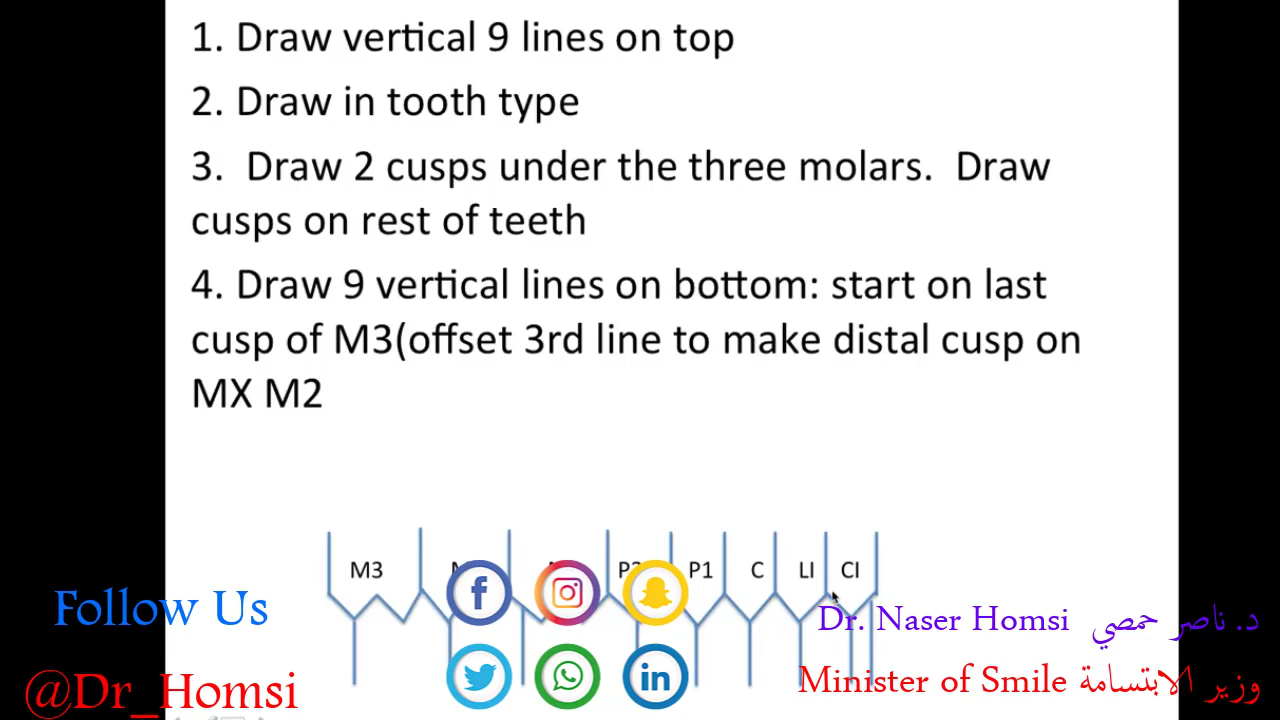 1. Draw vertical 9 lines on top
2. Draw in tooth type
3. Draw 2 cusps under the three molars. Draw
cusps on rest of teeth
4. Draw 9 vertical lines on bottom: start on last
cusp of M3(offset 3rd line to make distal cusp on
MX M2
M3 P1 C LI CI
Follow Us
Dr. Naser Homsi د. ناصر حمصي
@Dr_Homsi
Minister of Smile وزير الابتسامة